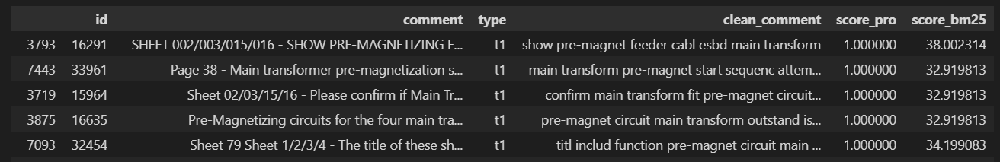 id comment type clean_comment score_pro score_bm25
3793 16291 SHEET 002/003/015/016 - SHOW PRE-MAGNETIZING F... t1 show pre-magnet feeder cabl esbd main transform 1.000000 38.002314
7443 33961 Page 38 - Main transformer pre-magnetization s... t1 main transform pre-magnet start sequenc attem... 1.000000 32.919813
3719 15964 Sheet 02/03/15/16 - Please confirm if Main Tr... t1 confirm main transform fit pre-magnet circuit... 1.000000 32.919813
3875 16635 Pre-Magnetizing circuits for the four main tra... t1 pre-magnet circuit main transform outstand is... 1.000000 32.919813
7093 32454 Sheet 79 Sheet 1/2/3/4 - The title of these sh... t1 titl includ function pre-magnet circuit main ... 1.000000 34.199083